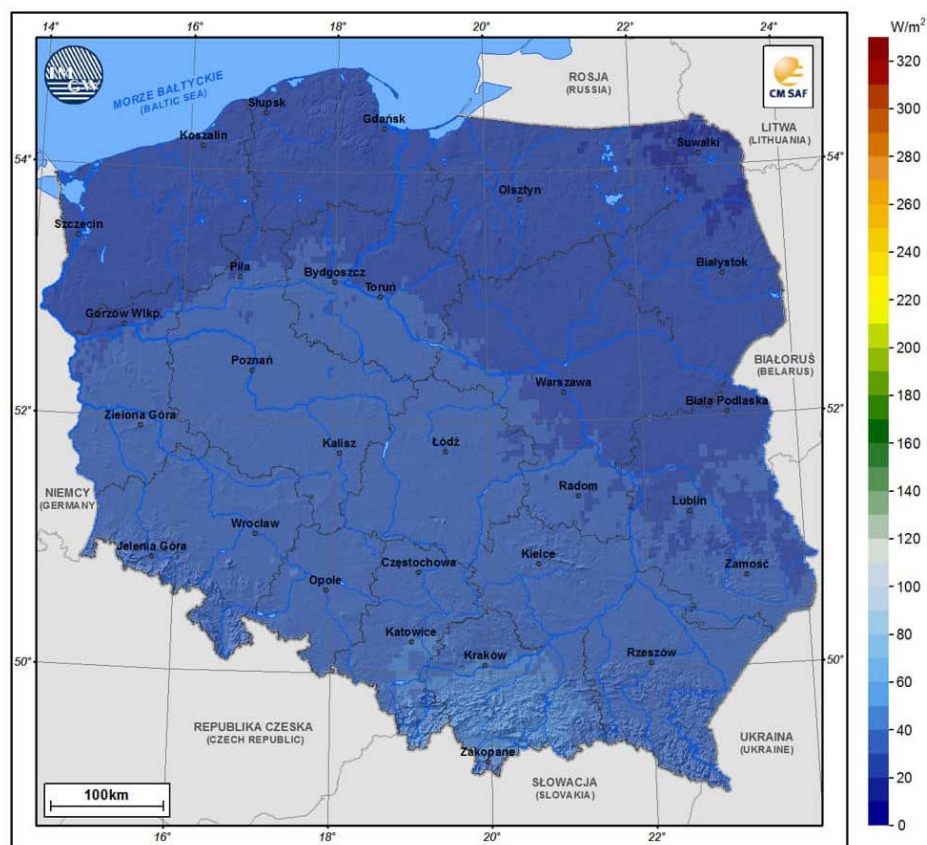 14°
16°
18°
20°
22°
24°
W/m²
IM
GW
MORZE BAŁTYCKIE
(BALTIC SEA)
ROSJA
(RUSSIA)
CM SAF
LITWA
(LITHUANIA)
Słupsk
Gdańsk
Koszalin
Suwałki
54°
54°
Olsztyn
Szczecin
Białystok
Piła
Bydgoszcz
Toruń
Gorzów Wlkp.
Poznań
BIAŁORUŚ
(BELARUS)
Warszawa
Biała Podlaska
52°
52°
Zielona Góra
Kalisz
Łódź
NIEMCY
(GERMANY)
Radom
Lublin
Wrocław
Jelenia Góra
Kielce
Częstochowa
Zamość
Opole
Katowice
Kraków
Rzeszów
50°
50°
REPUBLIKA CZESKA
(CZECH REPUBLIC)
UKRAINA
(UKRAINE)
Zakopane
SŁOWACJA
(SLOVAKIA)
100km
16°
18°
20°
22°
320
300
280
260
240
220
200
180
160
140
120
100
80
60
40
20
0